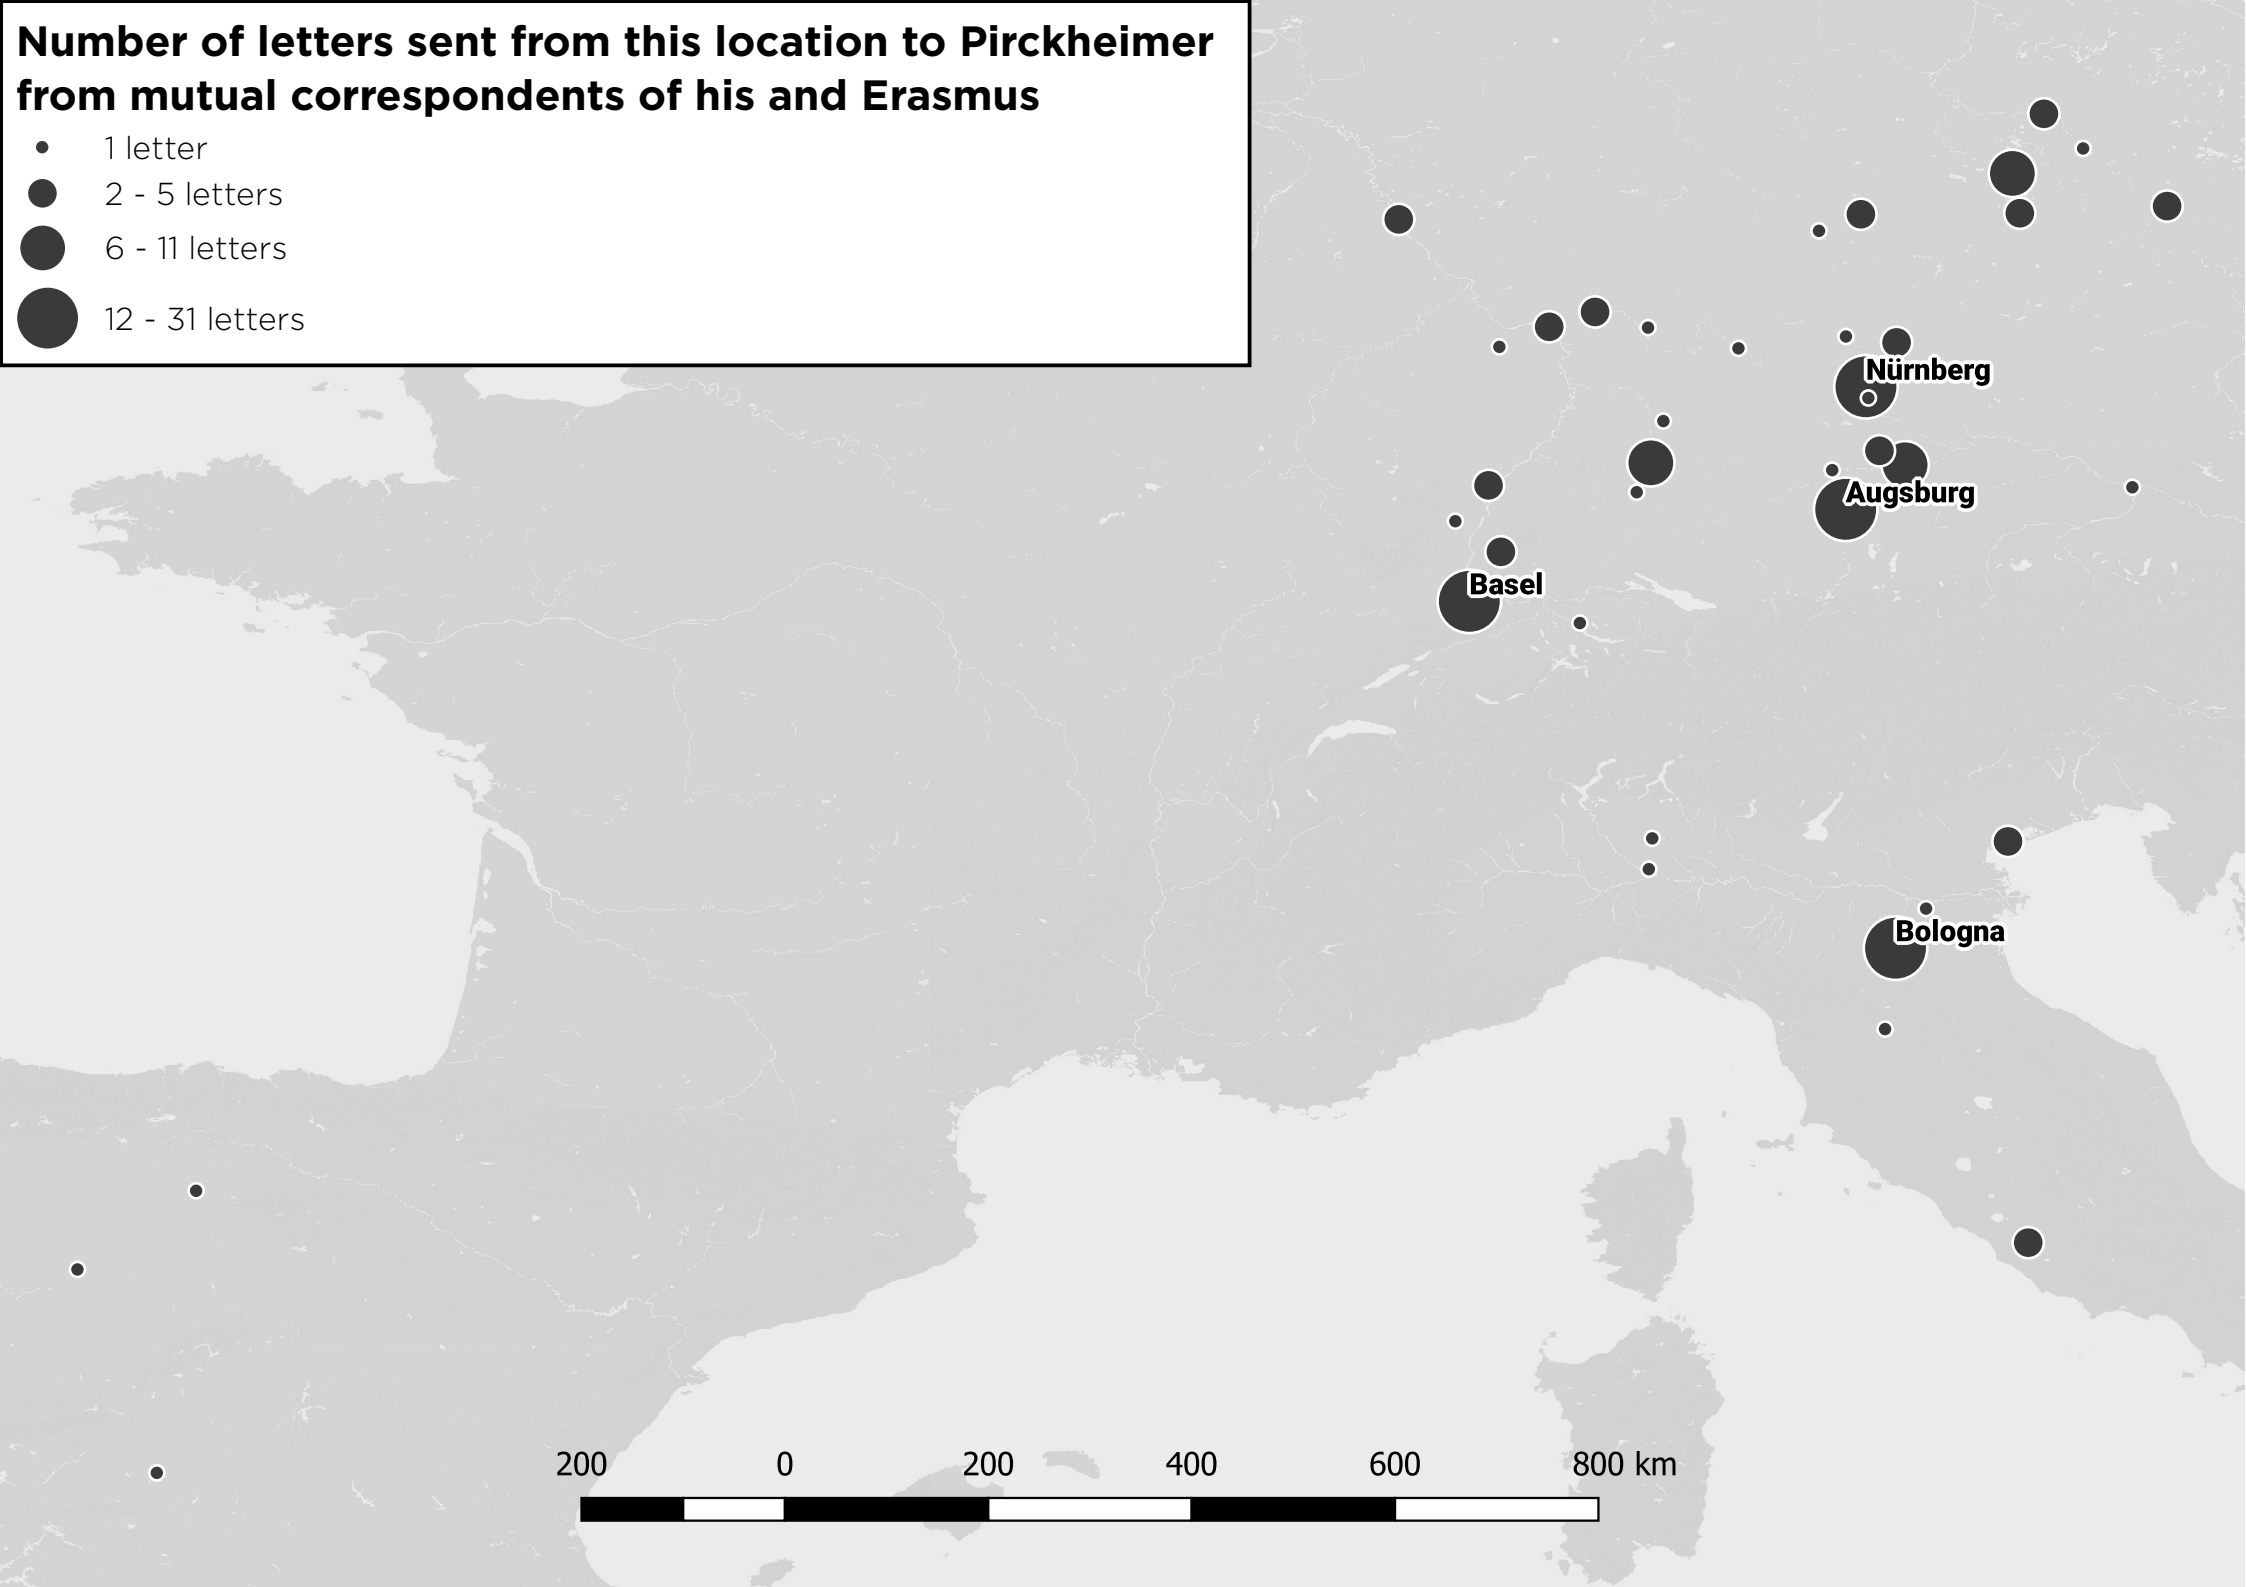 Number of letters sent from this location to Pirckheimer
from mutual correspondents of his and Erasmus
1 letter
2 - 5 letters
6 - 11 letters
12 - 31 letters
Nürnberg
Augsburg
Basel
Bologna
200 0 200 400 600 800 km